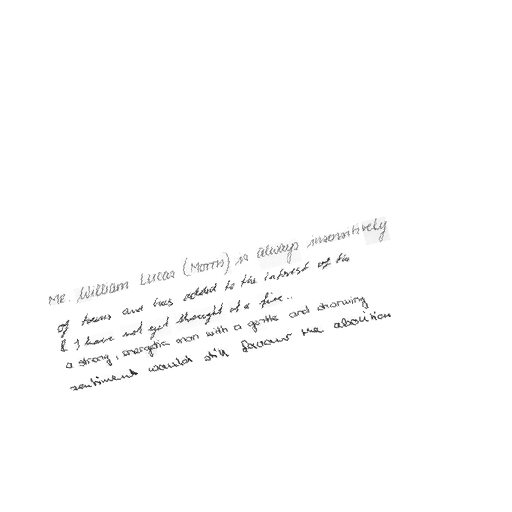 Mr. William Lucas (Morris) is always insensitively
of towns and has added to the interest of the
& I have not yet thought of a fine..
a strong, energetic man with a gentle and charming
sentiment would still favour the abolition